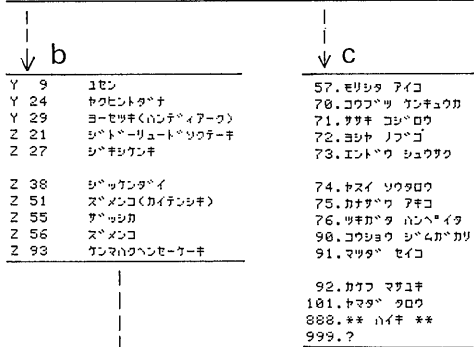 b
Y 9 ユセン
Y 24 ヤクヒントダナ
Y 29 ヨーセツキ(ハンディアーク)
Z 21 ジドーリュードソクテーキ
Z 27 ジキシケンキ
Z 38 ジッケンダイ
Z 51 ズメンコ(カイテンシキ)
Z 55 ザッシカ
Z 56 ズメンコ
Z 93 ケンマハクヘンセーケーキ
c
57.モリシタ アイコ
70.コウブツ ケンキュウカ
71.ササキ コジロウ
72.ヨシヤ ノブゴ
73.エンドウ シュウサク
74.ヤスイ ソウタロウ
75.カナザワ アキコ
76.ツキガタ ハンペイタ
90.コウショウ ジムガカリ
91.マツダ セイコ
92.カケフ マサユキ
101.ヤマダ タロウ
888.** ハイキ **
999.?